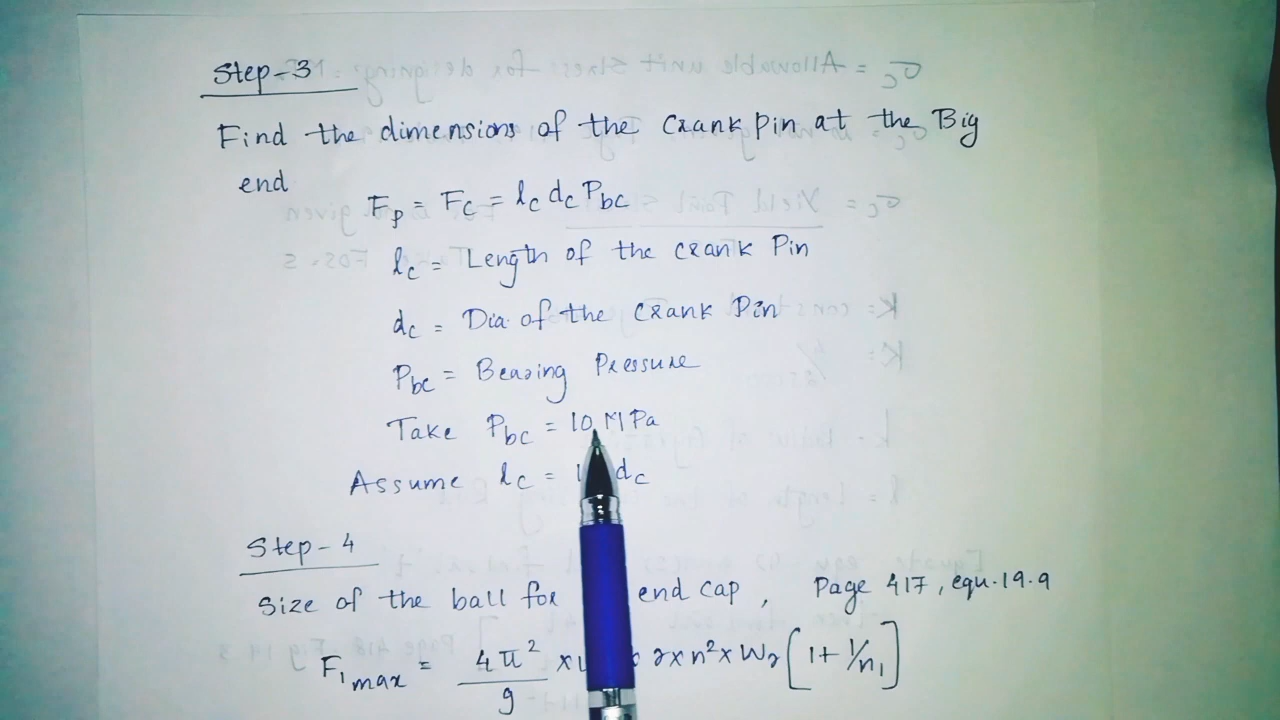 Step-3
Find the dimensions of the crank pin at the Big
end
Fp = Fc = lc dc Pbc
lc = Length of the crank Pin
dc = Dia. of the crank Pin
Pbc = Bearing Pressure
Take Pbc = 10 MPa
Assume lc = dc
Step-4
Size of the ball for end cap, Page 417, equ.19.9
F1max = 4π²/g x r x n² x Wr [1 + 1/n1]